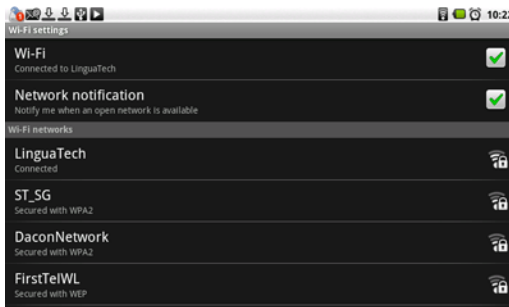 10:22
Wi-Fi settings
Wi-Fi
Connected to LinguaTech
Network notification
Notify me when an open network is available
Wi-Fi networks
LinguaTech
Connected
ST_SG
Secured with WPA2
DaconNetwork
Secured with WPA2
FirstTelWL
Secured with WEP